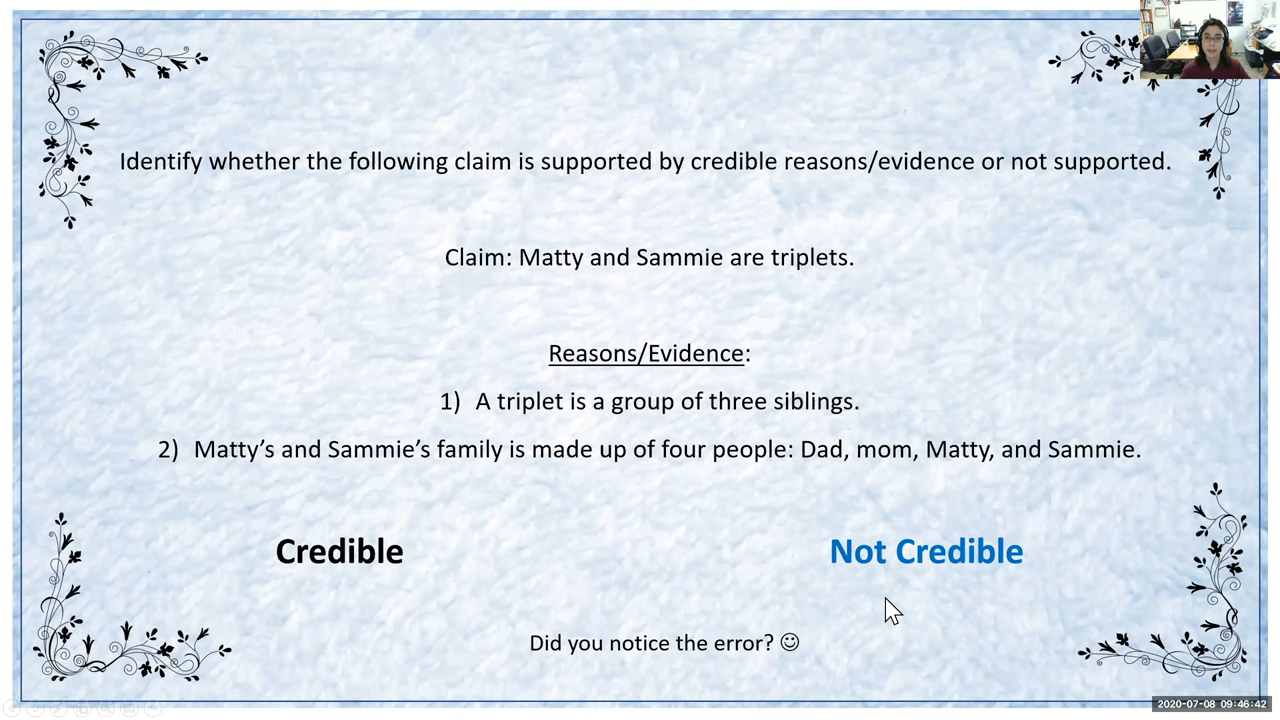 Identify whether the following claim is supported by credible reasons/evidence or not supported.
Claim: Matty and Sammie are triplets.
Reasons/Evidence:
1) A triplet is a group of three siblings.
2) Matty’s and Sammie’s family is made up of four people: Dad, mom, Matty, and Sammie.
Credible
Not Credible
Did you notice the error? ☺
2020-07-08 09:46:42